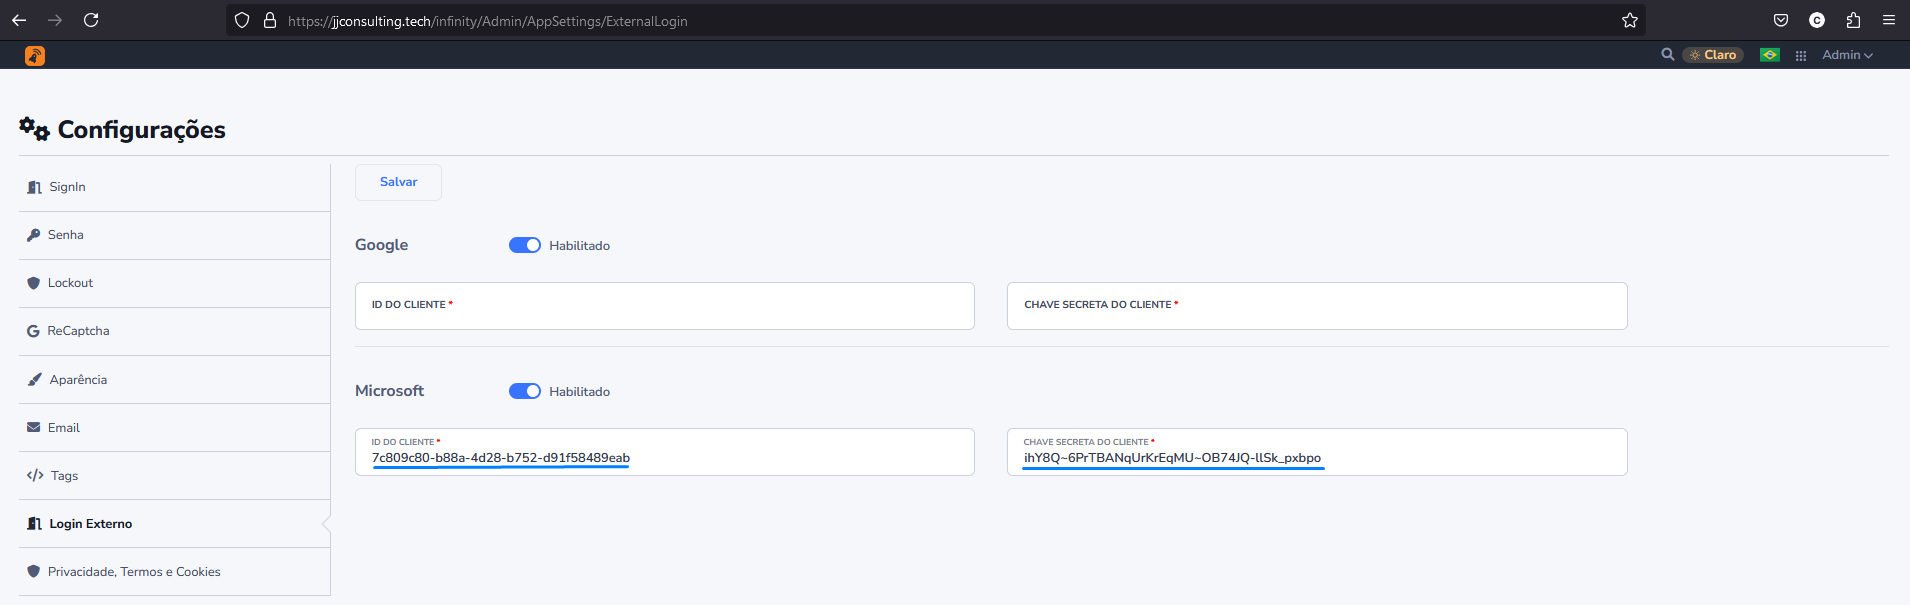 https://jjconsulting.tech/infinity/Admin/AppSettings/ExternalLogin
C
Claro
Admin
Configurações
SignIn
Senha
Lockout
ReCaptcha
Aparência
Email
Tags
Login Externo
Privacidade, Termos e Cookies
Salvar
Google
Habilitado
ID DO CLIENTE *
CHAVE SECRETA DO CLIENTE *
Microsoft
Habilitado
ID DO CLIENTE *
7c809c80-b88a-4d28-b752-d91f58489eab
CHAVE SECRETA DO CLIENTE *
ihY8Q~6PrTBANqUrKrEqMU~OB74JQ-llSk_pxbpo